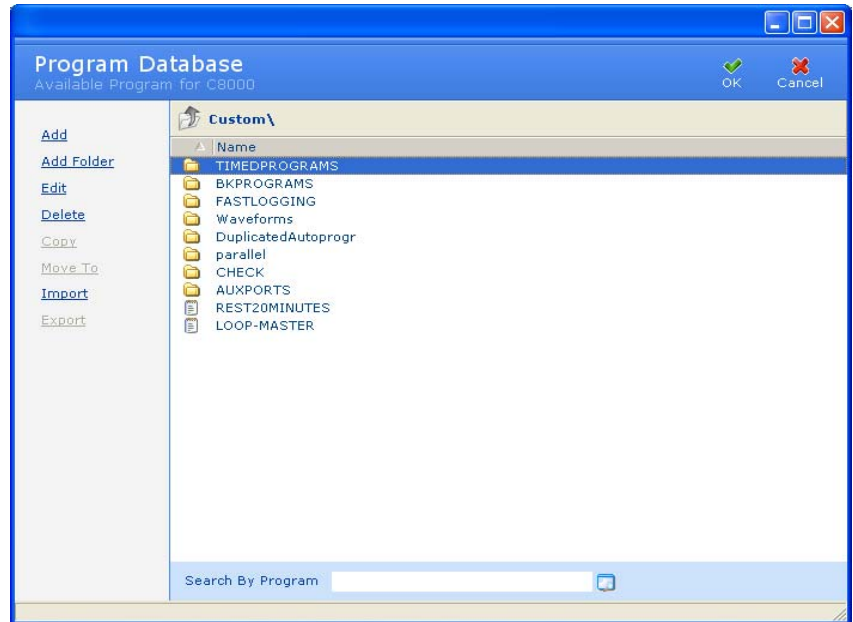 Program Database
Available Program for C8000
OK
Cancel
Add
Add Folder
Edit
Delete
Copy
Move To
Import
Export
Custom\
Name
TIMEDPROGRAMS
BKPROGRAMS
FASTLOGGING
Waveforms
DuplicatedAutoprogr
parallel
CHECK
AUXPORTS
REST20MINUTES
LOOP-MASTER
Search By Program